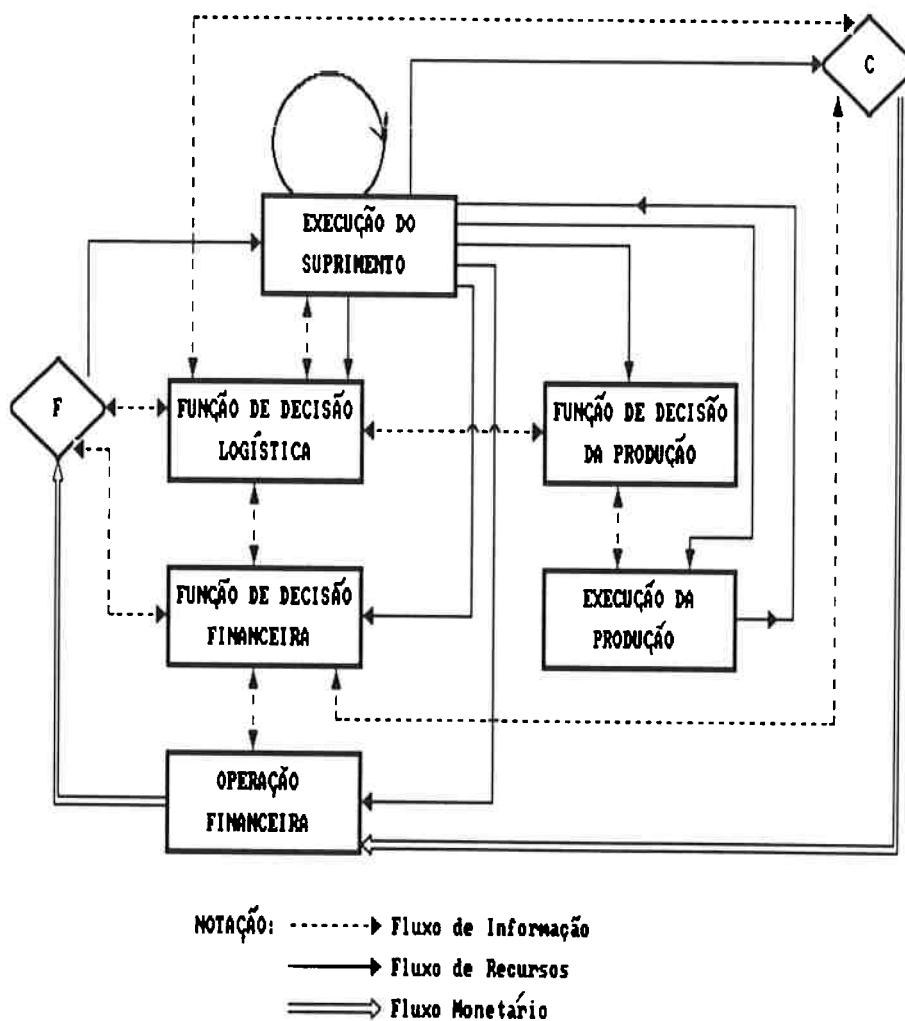 C
EXECUÇÃO DO
SUPRIMENTO
F
FUNÇÃO DE DECISÃO
LOGÍSTICA
FUNÇÃO DE DECISÃO
DA PRODUÇÃO
FUNÇÃO DE DECISÃO
FINANCEIRA
EXECUÇÃO DA
PRODUÇÃO
OPERAÇÃO
FINANCEIRA
NOTAÇÃO:
Fluxo de Informação
Fluxo de Recursos
Fluxo Monetário